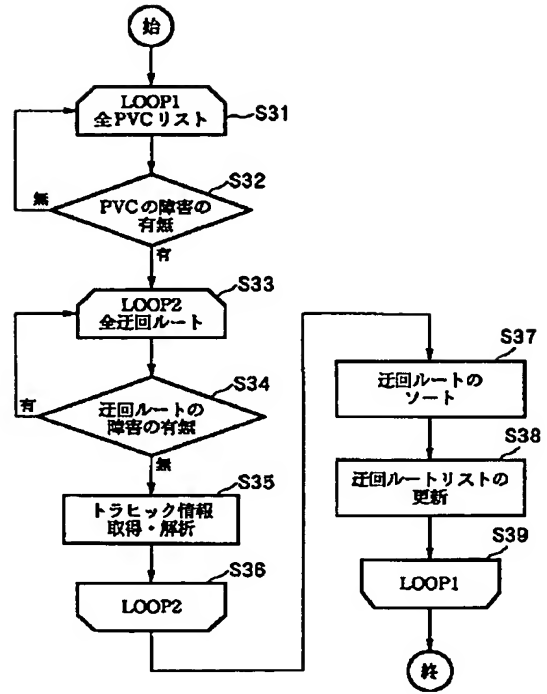 始
LOOP1
全PVCリスト
S31
S32
PVCの障害の
有無
無
有
S33
LOOP2
全迂回ルート
S34
迂回ルートの
障害の有無
有
無
S35
トラヒック情報
取得・解析
S36
LOOP2
S37
迂回ルートの
ソート
S38
迂回ルートリストの
更新
S39
LOOP1
終